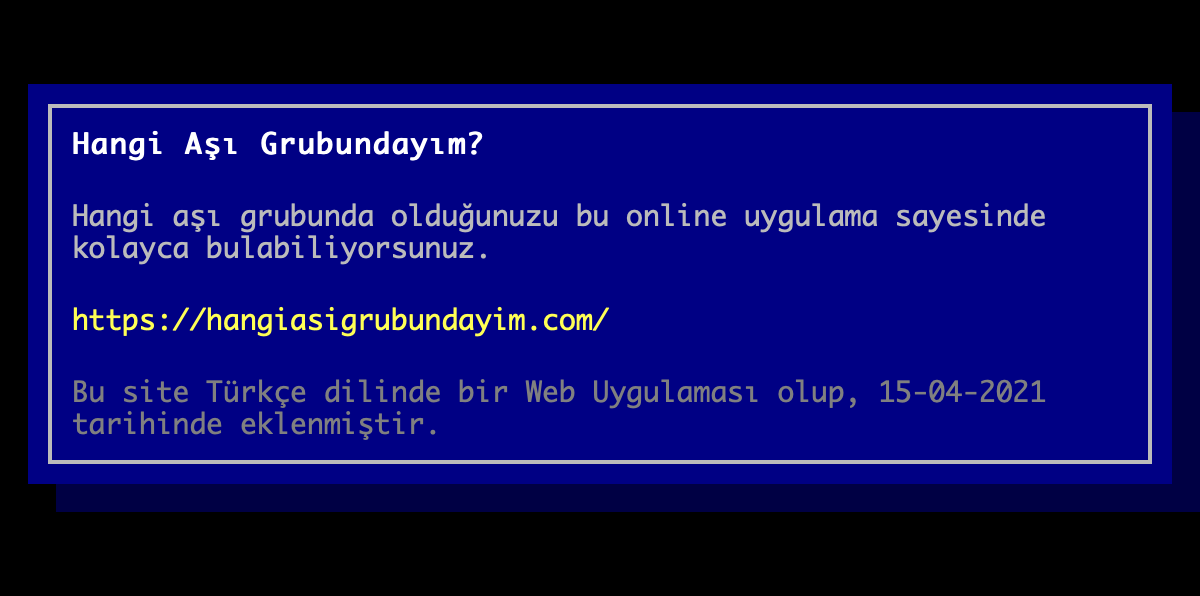 Hangi Aşı Grubundayım?
Hangi aşı grubunda olduğunuzu bu online uygulama sayesinde
kolayca bulabiliyorsunuz.
https://hangiasigrubundayim.com/
Bu site Türkçe dilinde bir Web Uygulaması olup, 15-04-2021
tarihinde eklenmiştir.